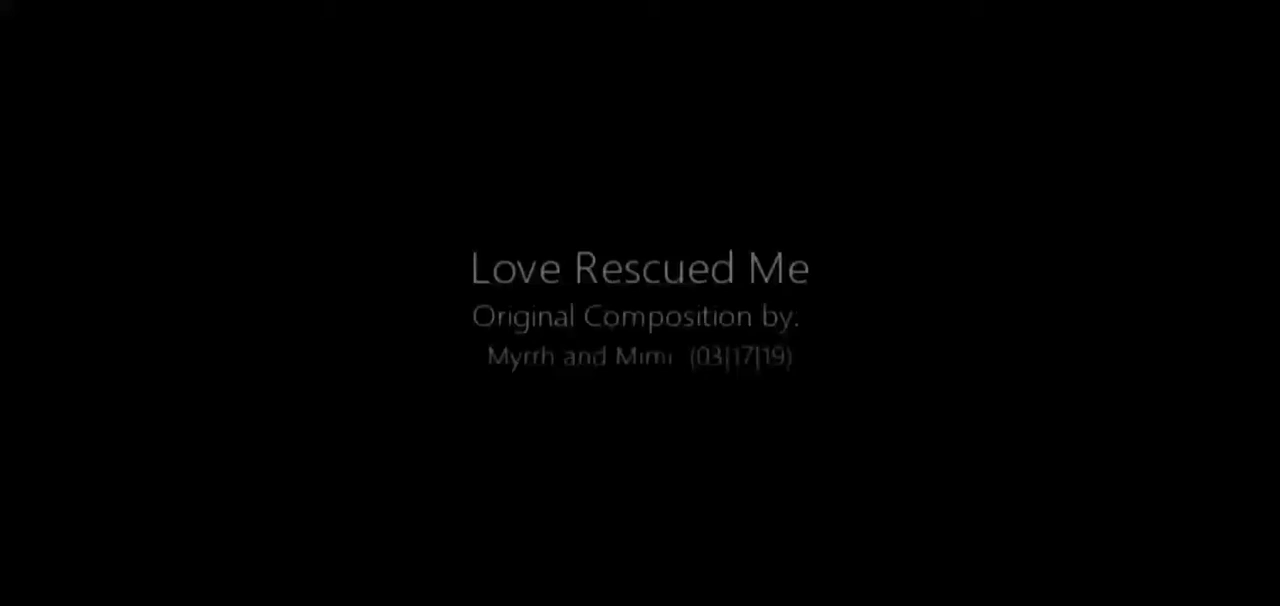 Love Rescued Me
Original Composition by:
Myrrh and Mimi (03|17|19)